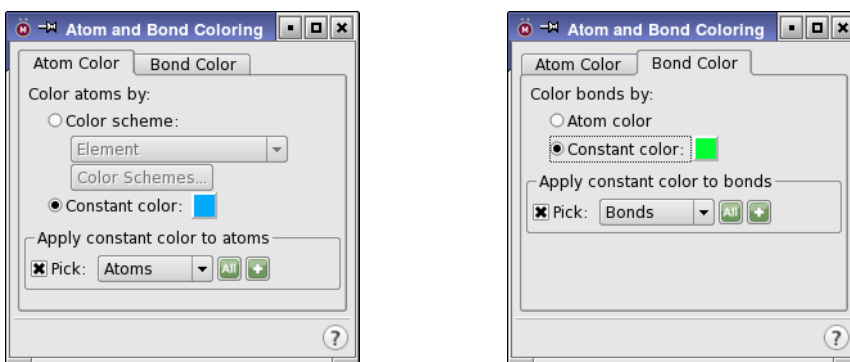 Atom and Bond Coloring
Atom Color Bond Color
Color atoms by:
Color scheme:
Element
Color Schemes...
Constant color:
Apply constant color to atoms
Pick: Atoms All +
?
Atom and Bond Coloring
Atom Color Bond Color
Color bonds by:
Atom color
Constant color:
Apply constant color to bonds
Pick: Bonds All +
?